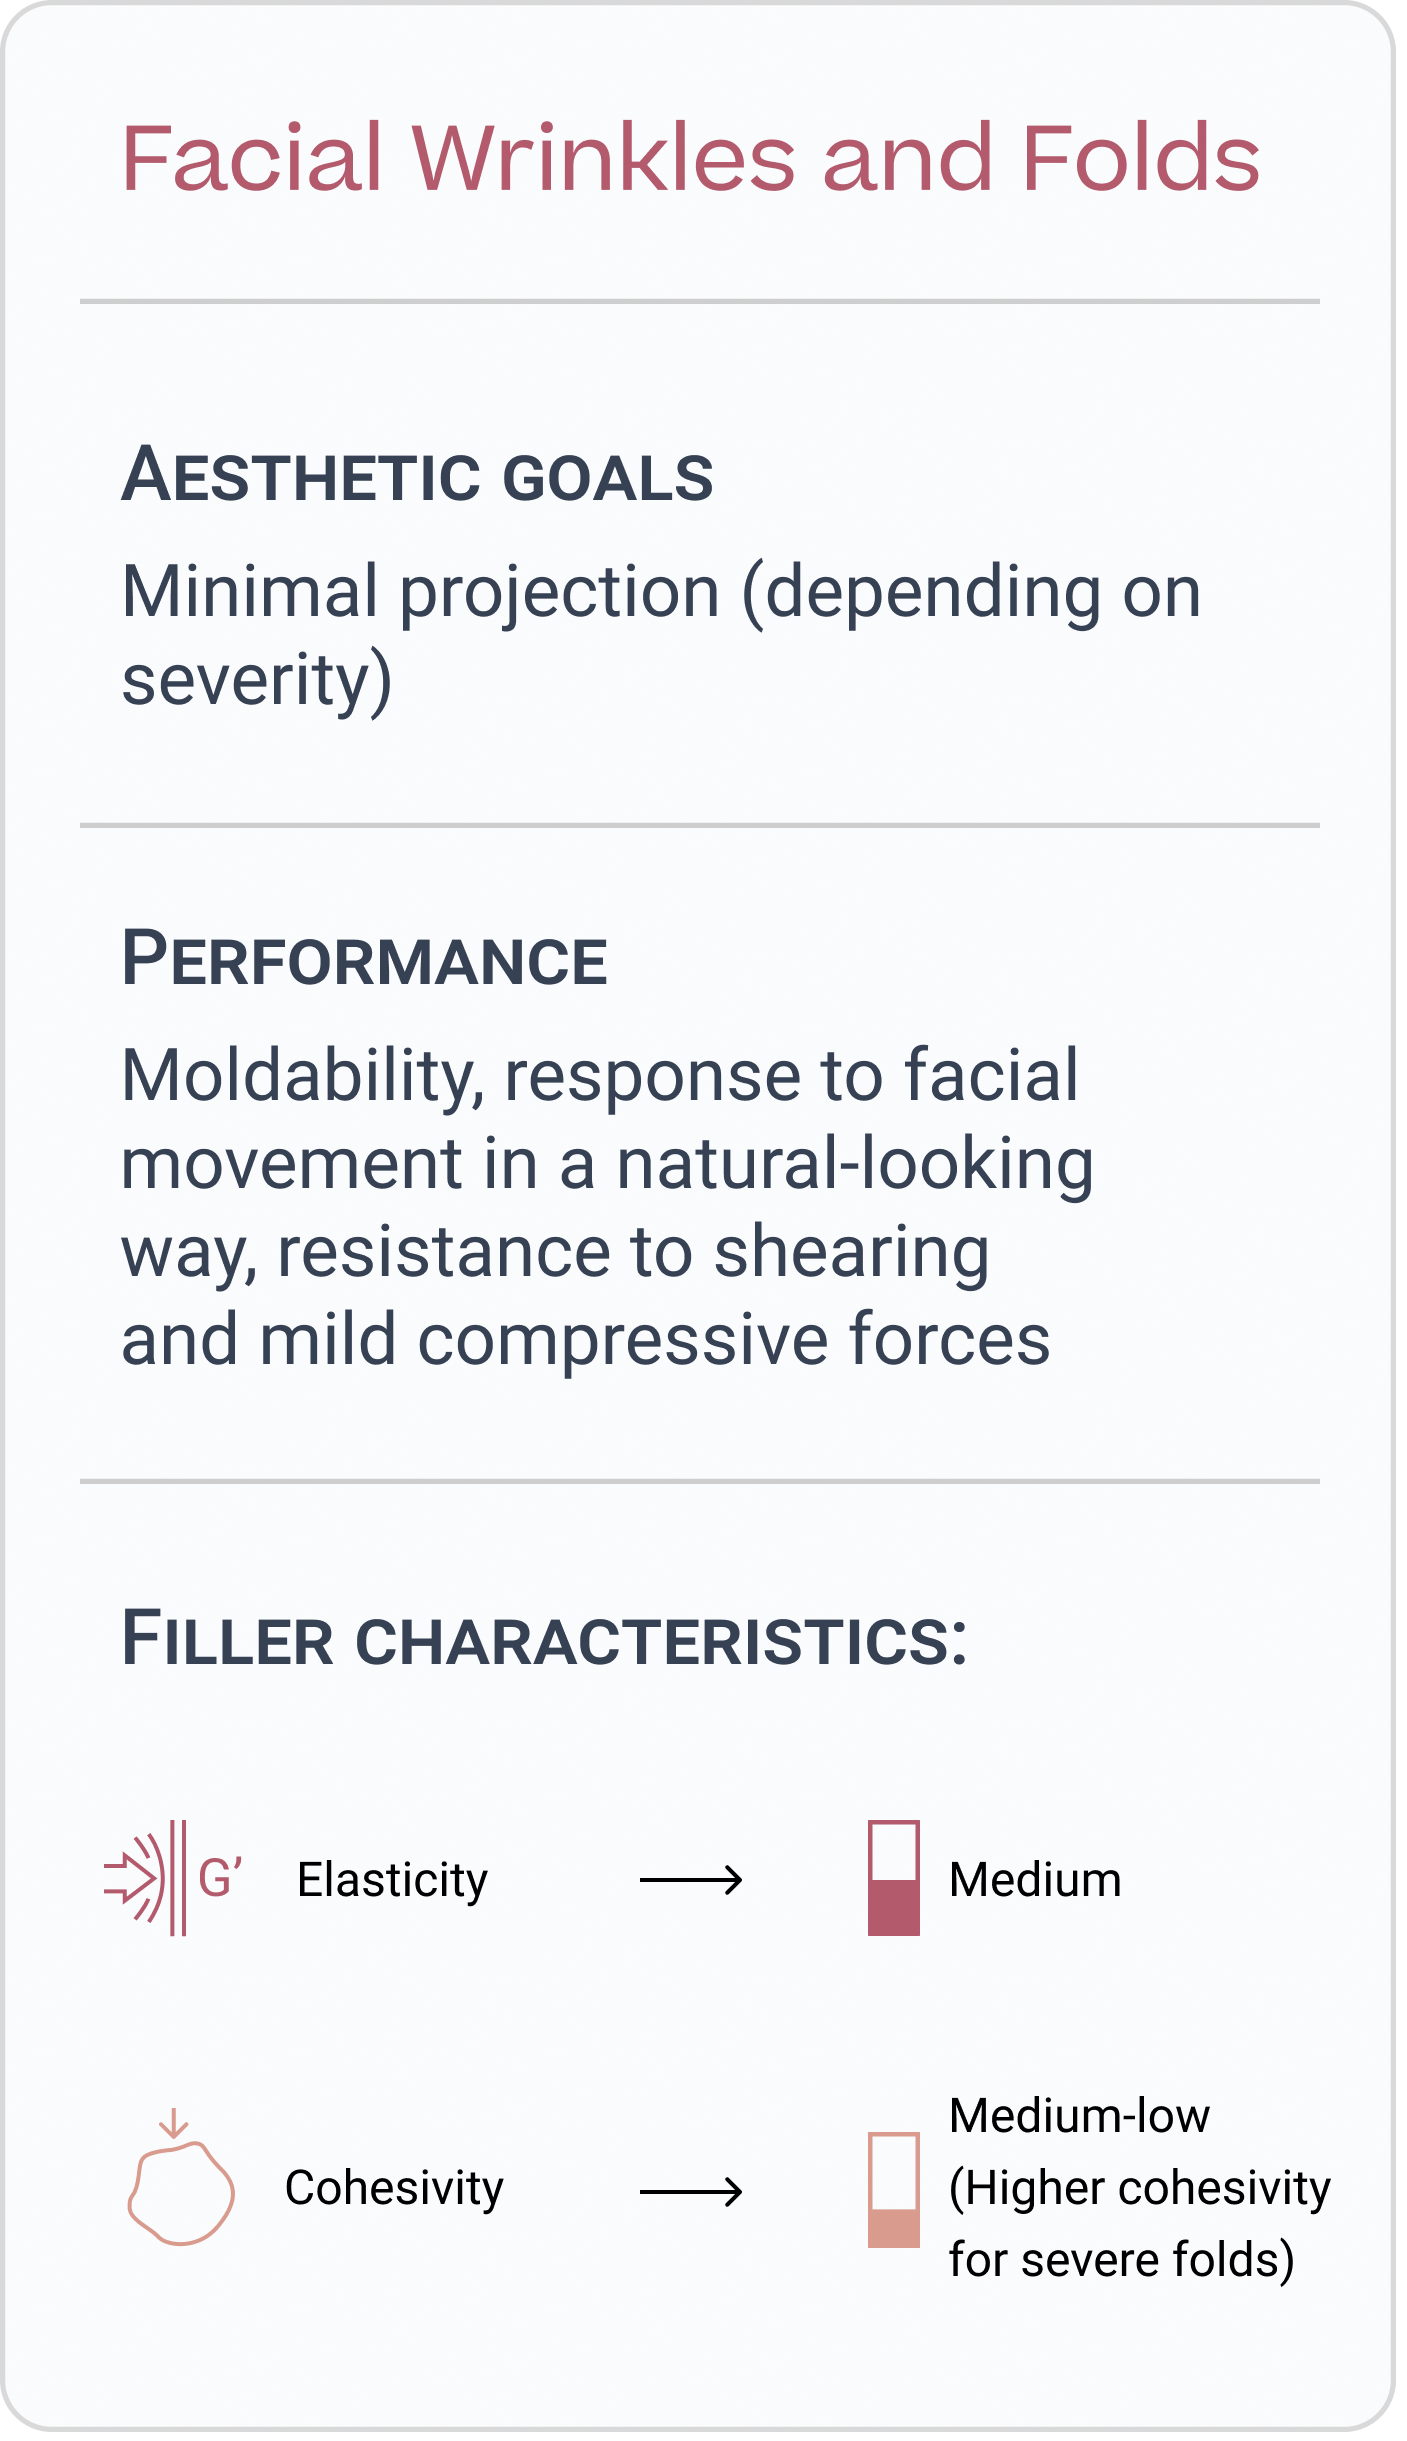 Facial Wrinkles and Folds
AESTHETIC GOALS
Minimal projection (depending on
severity)
PERFORMANCE
Moldability, response to facial
movement in a natural-looking
way, resistance to shearing
and mild compressive forces
FILLER CHARACTERISTICS:
G’ Elasticity → Medium
Cohesivity → Medium-low
(Higher cohesivity
for severe folds)